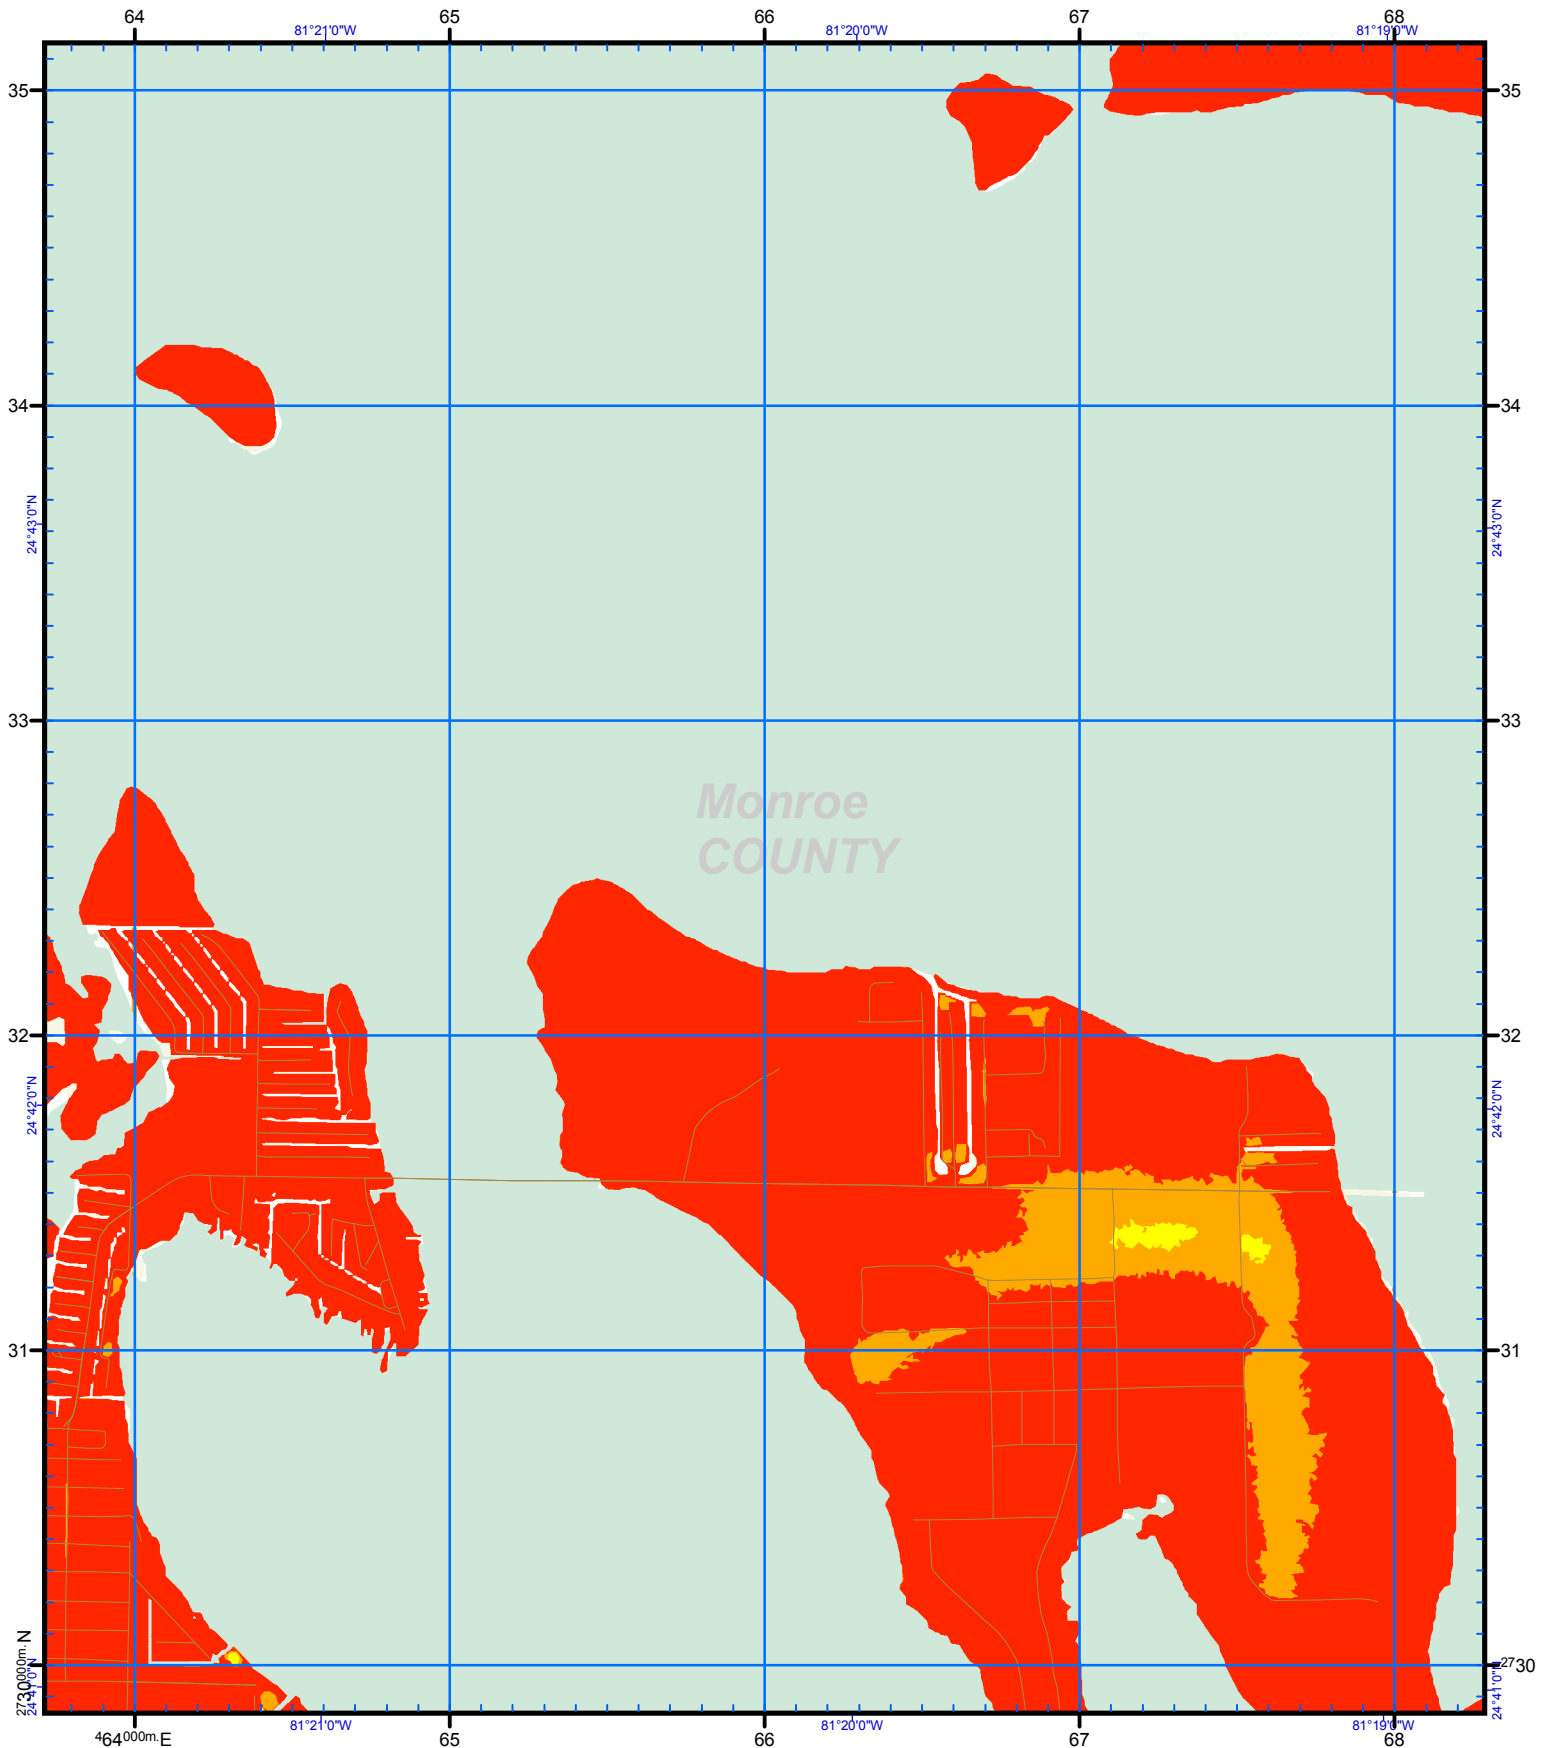 64 65 66 67 68
81°21'0"W 81°20'0"W 81°19'0"W
35 35
34 34
24°43'0"N 24°43'0"N
33 33
Monroe
COUNTY
32 32
24°42'0"N 24°42'0"N
31 31
2730000m.N 2730
24°41'0"N 24°41'0"N
81°21'0"W 81°20'0"W 81°19'0"W
464000m.E 65 66 67 68